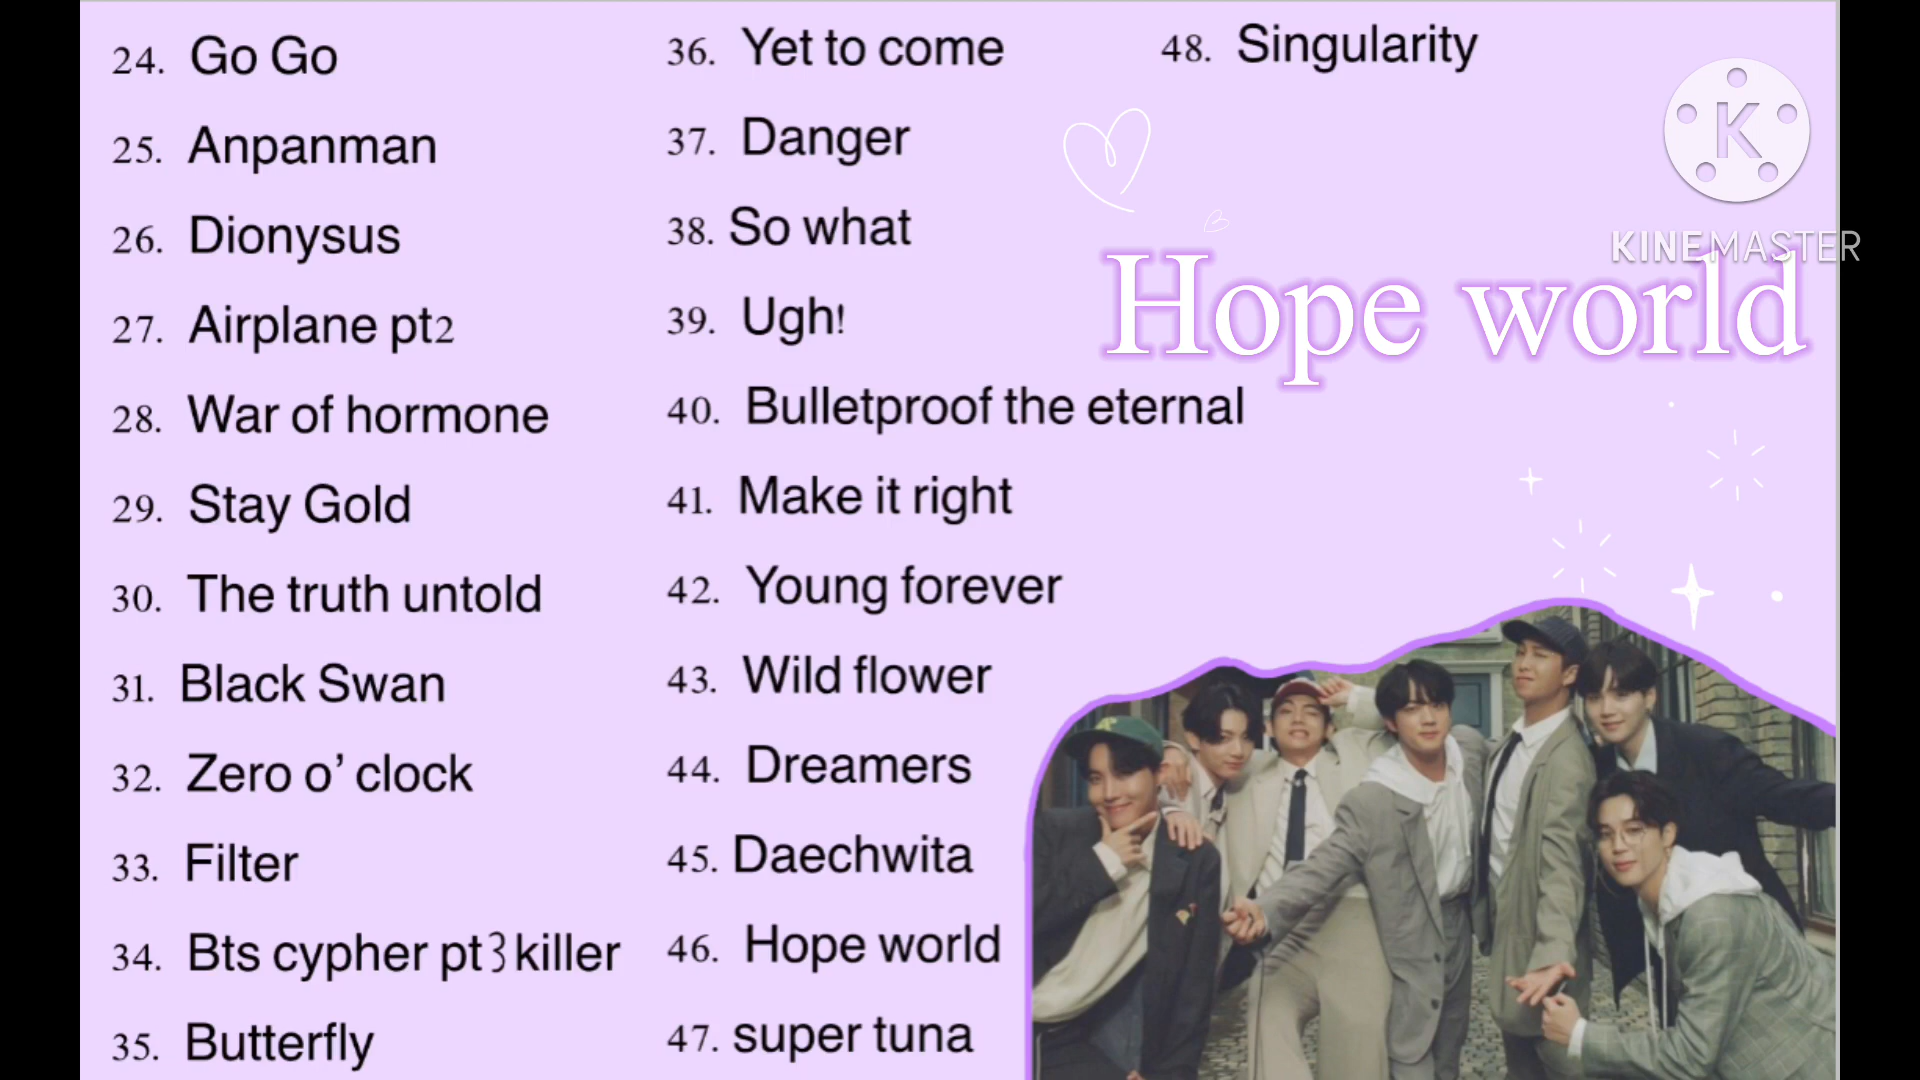 24. Go Go
25. Anpanman
26. Dionysus
27. Airplane pt2
28. War of hormone
29. Stay Gold
30. The truth untold
31. Black Swan
32. Zero o’ clock
33. Filter
34. Bts cypher pt3 killer
35. Butterfly
36. Yet to come
37. Danger
38. So what
39. Ugh!
40. Bulletproof the eternal
41. Make it right
42. Young forever
43. Wild flower
44. Dreamers
45. Daechwita
46. Hope world
47. super tuna
48. Singularity
K
KINEMASTER
Hope world